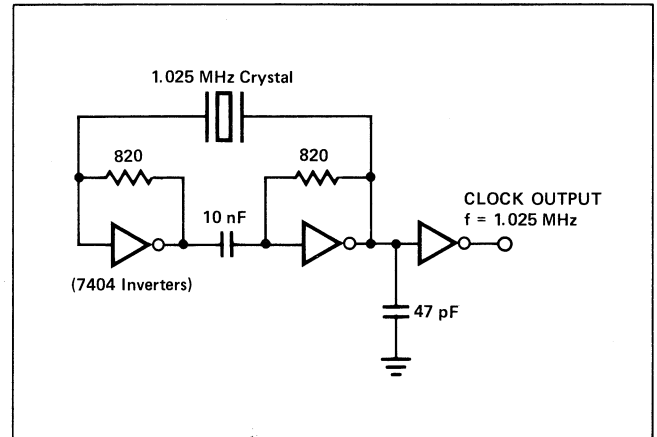 1.025 MHz Crystal
820
820
10 nF
CLOCK OUTPUT
f = 1.025 MHz
(7404 Inverters)
47 pF